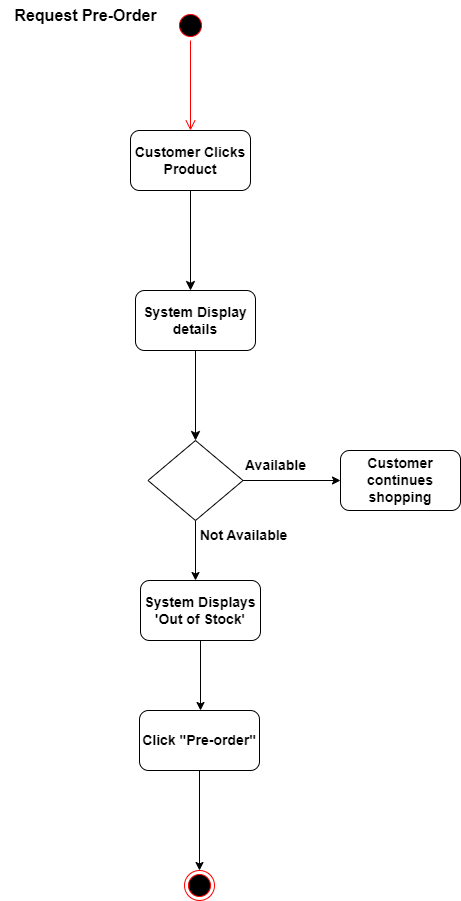 Request Pre-Order
Customer Clicks
Product
System Display
details
Available
Customer
continues
shopping
Not Available
System Displays
'Out of Stock'
Click "Pre-order"